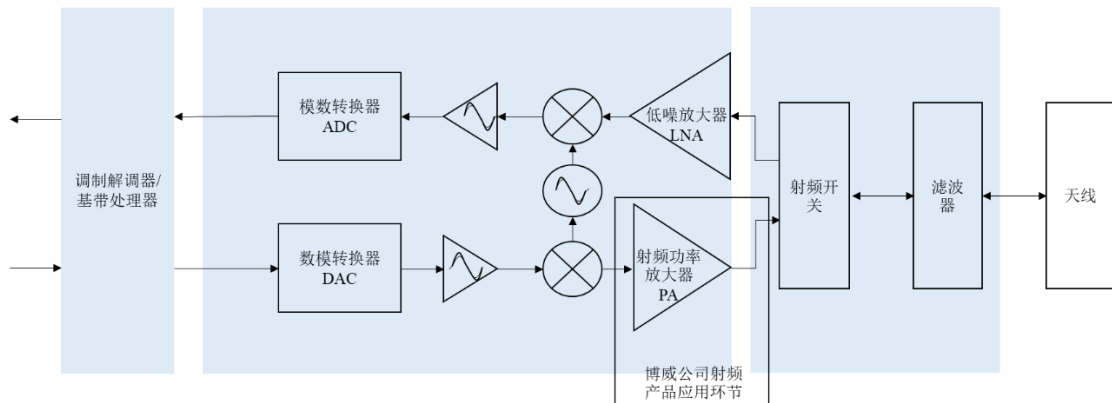 调制解调器/
基带处理器
模数转换器
ADC
低噪放大器
LNA
数模转换器
DAC
射频功率
放大器
PA
射频开
关
滤波
器
天线
博威公司射频
产品应用环节